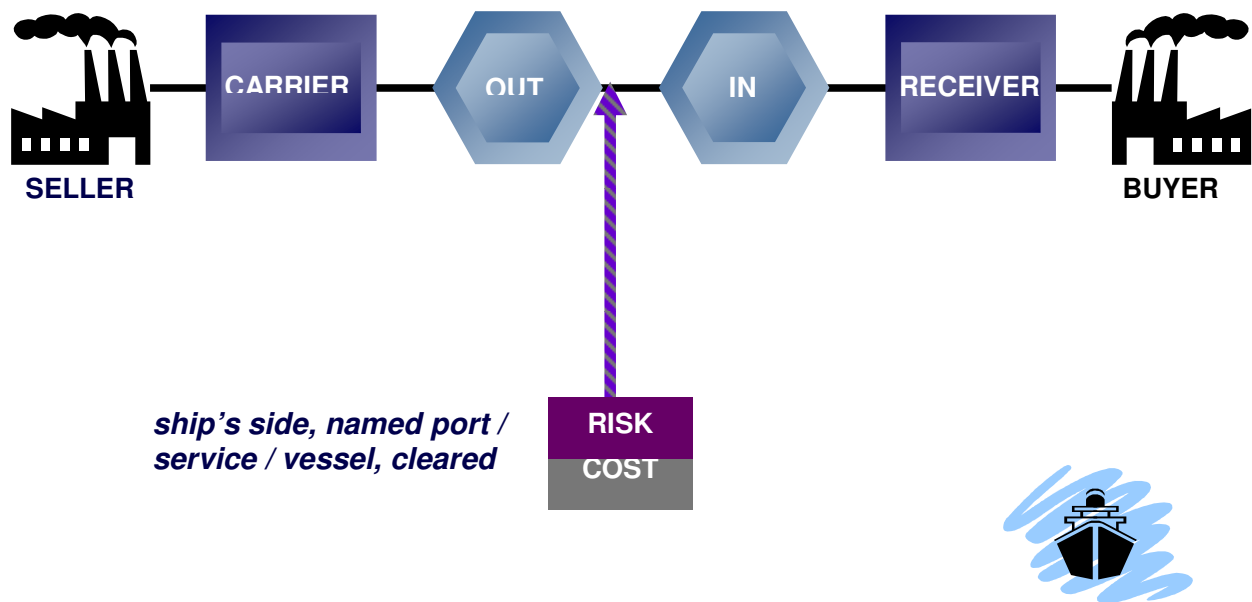 CARRIER
OUT
IN
RECEIVER
SELLER
BUYER
ship's side, named port /
service / vessel, cleared
RISK
COST